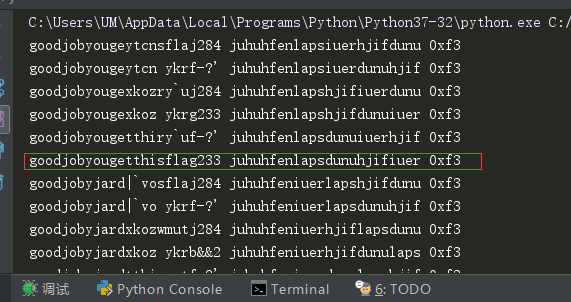 C:\Users\UM\AppData\Local\Programs\Python\Python37-32\python.exe C:/
goodjobyougeytcnsflaj284 juhuhfenlapsiuerhjifdunu 0xf3
goodjobyougeytcn ykrf-?' juhuhfenlapsiuerdunuhjif 0xf3
goodjobyougexkozry`uj284 juhuhfenlapshjifiuerdunu 0xf3
goodjobyougexkoz ykrg233 juhuhfenlapshjifdunuiuer 0xf3
goodjobyougetthiry`uf-?' juhuhfenlapsdunuiuerhjif 0xf3
goodjobyougetthisflag233 juhuhfenlapsdunuhjifiuer 0xf3
goodjobyjard|`vosflaj284 juhuhfeniuerlapshjifdunu 0xf3
goodjobyjard|`vo ykrf-?' juhuhfeniuerlapsdunuhjif 0xf3
goodjobyjardxkozwmutj284 juhuhfeniuerhjiflapsdunu 0xf3
goodjobyjardxkoz ykrb&&2 juhuhfeniuerhjifdunulaps 0xf3
调试 Python Console Terminal 6: TODO